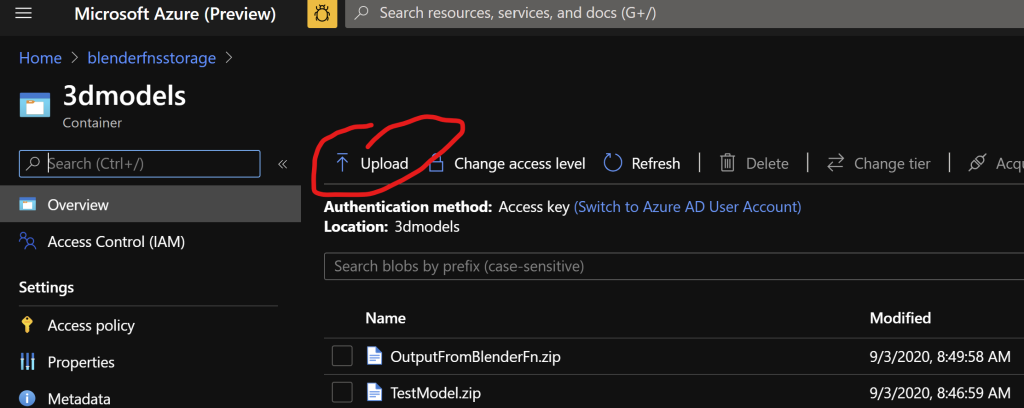 Microsoft Azure (Preview)
Search resources, services, and docs (G+/)
Home > blenderfnsstorage >
3dmodels
Container
Search (Ctrl+/)
«
Overview
Access Control (IAM)
Settings
Access policy
Properties
Metadata
Upload Change access level Refresh Delete Change tier Acqu
Authentication method: Access key (Switch to Azure AD User Account)
Location: 3dmodels
Search blobs by prefix (case-sensitive)
Name Modified
OutputFromBlenderFn.zip 9/3/2020, 8:49:58 AM
TestModel.zip 9/3/2020, 8:46:59 AM